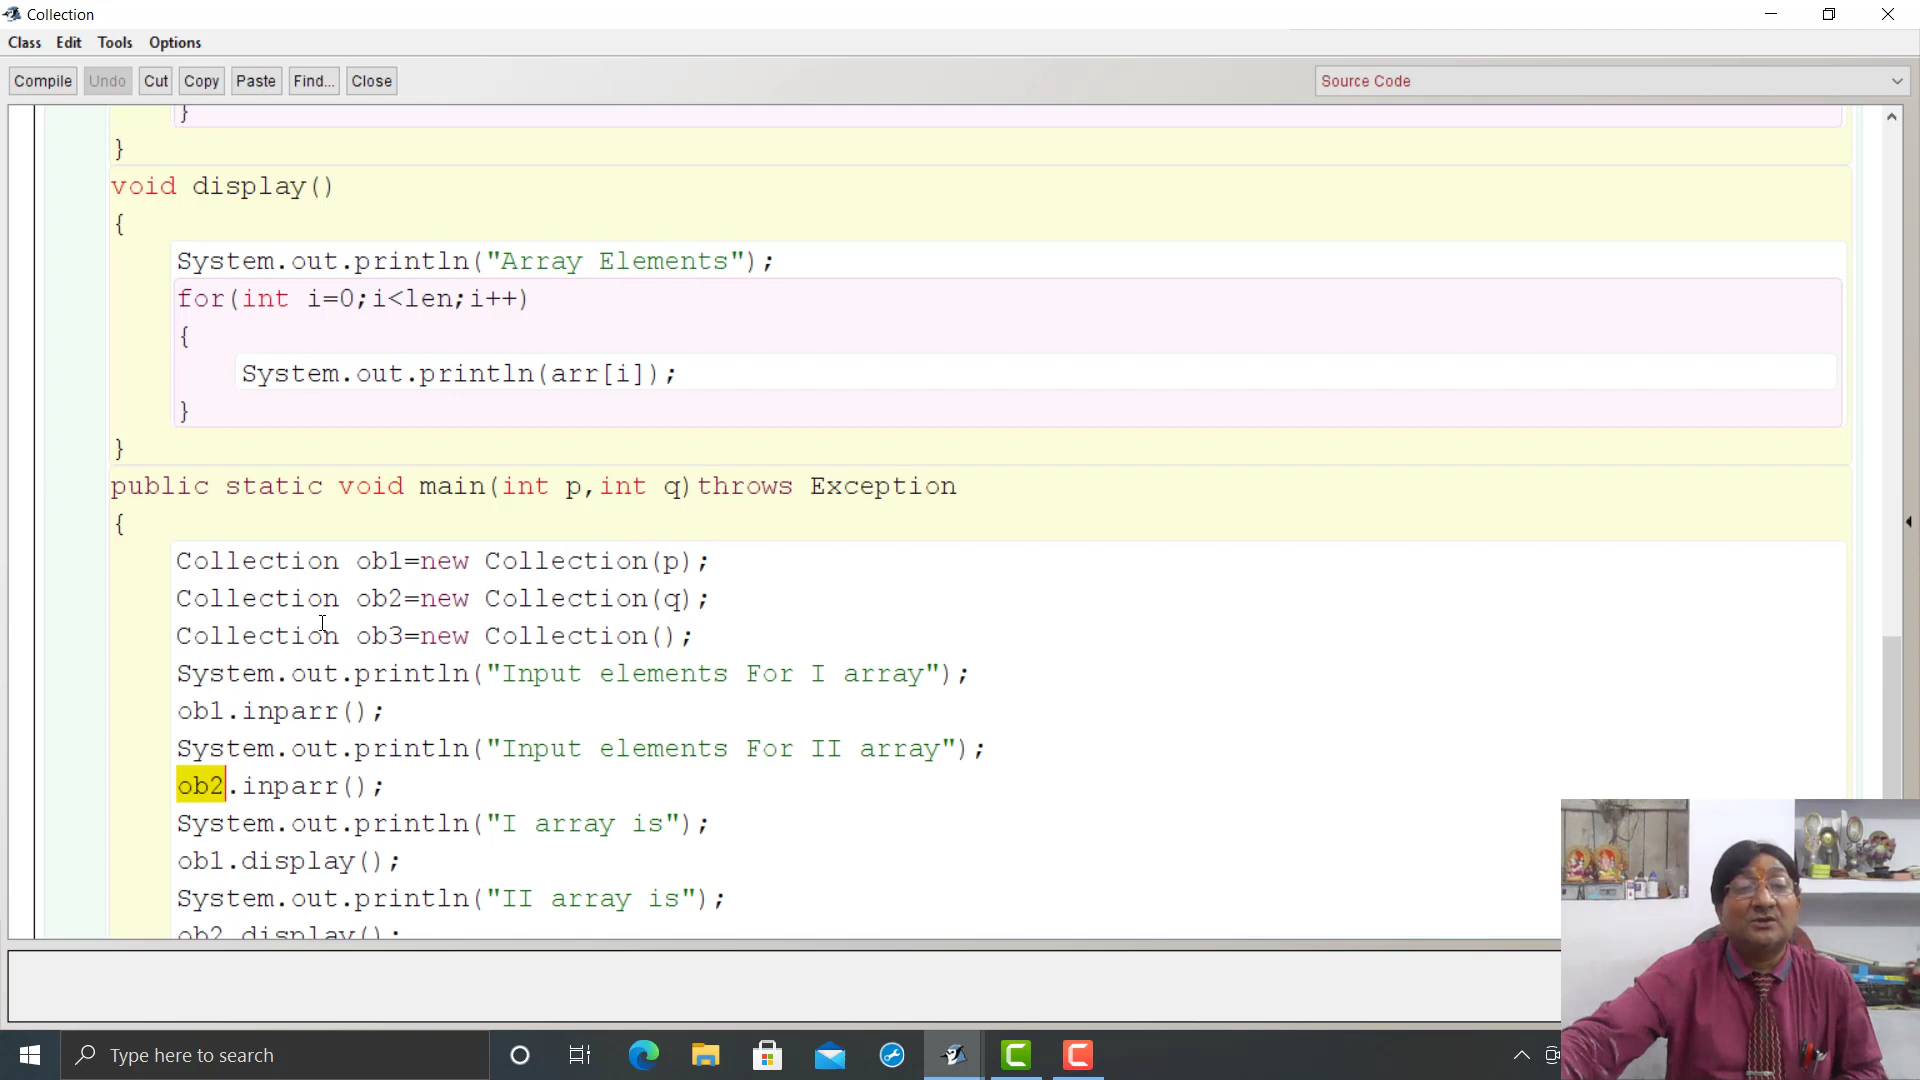 Collection
Class Edit Tools Options
Compile Undo Cut Copy Paste Find... Close Source Code
}
}
void display()
{
System.out.println("Array Elements");
for(int i=0;i<len;i++)
{
System.out.println(arr[i]);
}
}
public static void main(int p,int q)throws Exception
{
Collection ob1=new Collection(p);
Collection ob2=new Collection(q);
Collection ob3=new Collection();
System.out.println("Input elements For I array");
ob1.inparr();
System.out.println("Input elements For II array");
ob2.inparr();
System.out.println("I array is");
ob1.display();
System.out.println("II array is");
ob2.display();
Type here to search